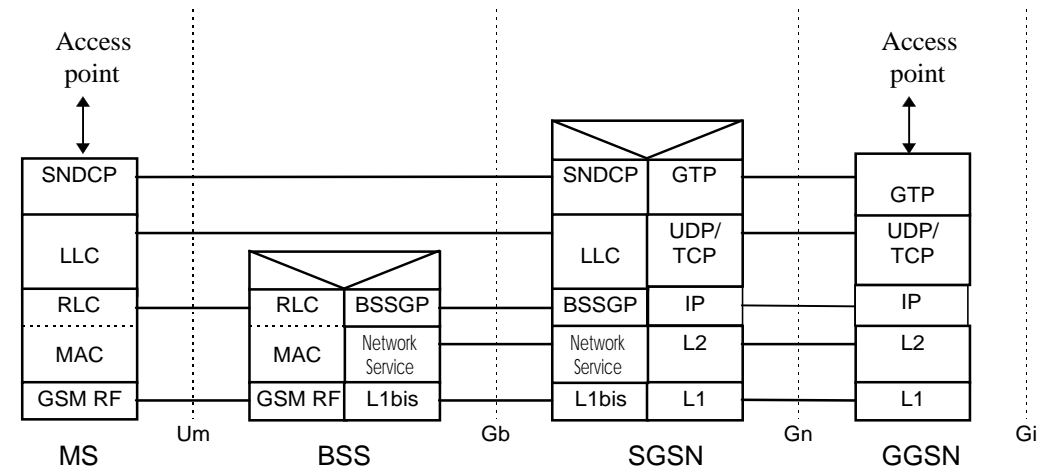 Access
point
Access
point
SNDCP
SNDCP
GTP
GTP
LLC
LLC
UDP/
TCP
UDP/
TCP
RLC
RLC
BSSGP
BSSGP
IP
IP
MAC
MAC
Network
Service
Network
Service
L2
L2
GSM RF
GSM RF
L1bis
L1bis
L1
L1
Um
Gb
Gn
Gi
MS
BSS
SGSN
GGSN